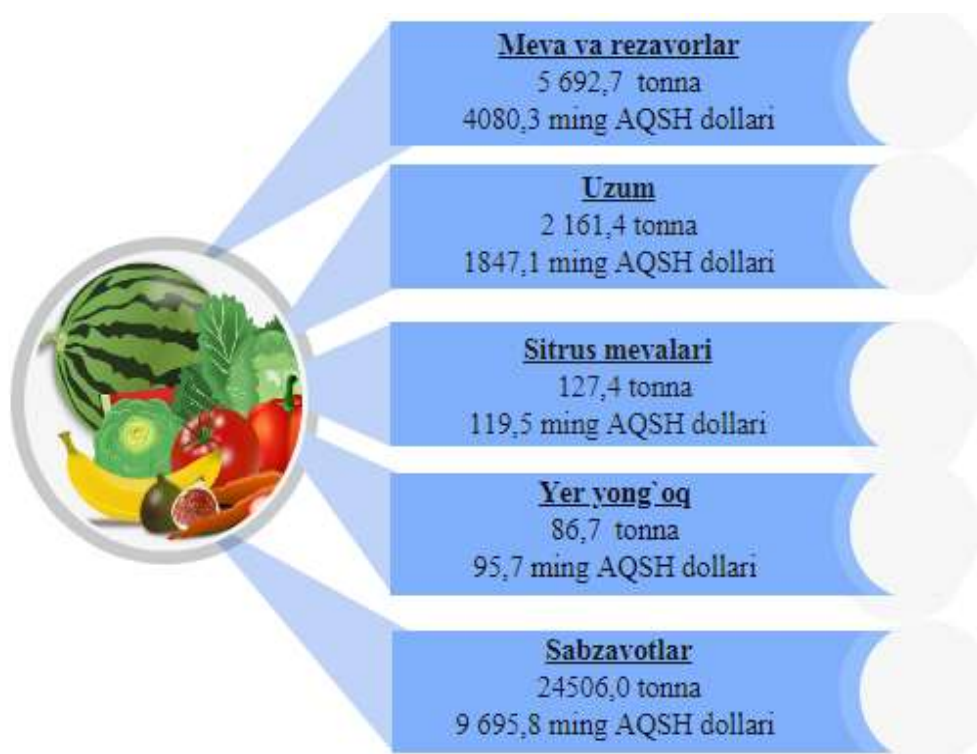 Meva va rezavorlar
5 692,7 tonna
4080,3 ming AQSH dollari
Uzum
2 161,4 tonna
1847,1 ming AQSH dollari
Sitrus mevalari
127,4 tonna
119,5 ming AQSH dollari
Yer yong`oq
86,7 tonna
95,7 ming AQSH dollari
Sabzavotlar
24506,0 tonna
9 695,8 ming AQSH dollari